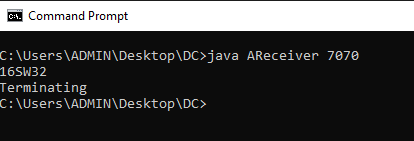 Command Prompt
C:\Users\ADMIN\Desktop\DC>java AReceiver 7070
16SW32
Terminating
C:\Users\ADMIN\Desktop\DC>